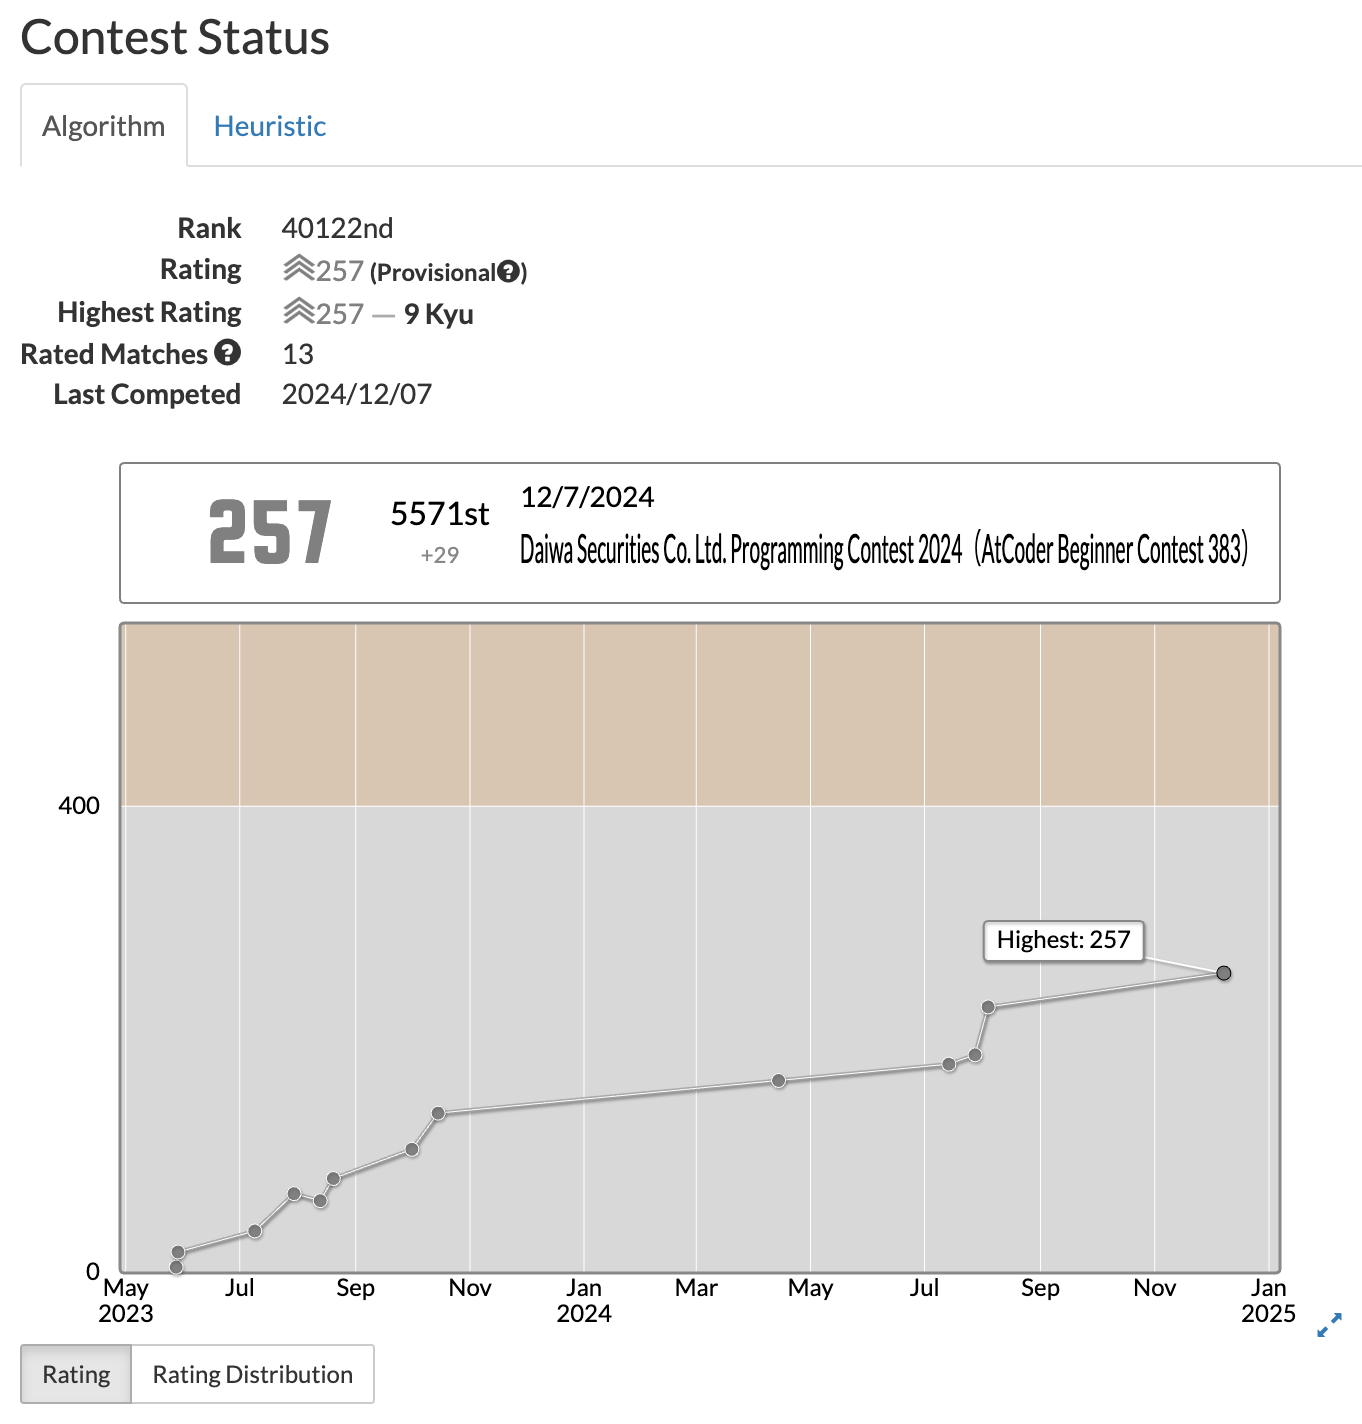 Contest Status
Algorithm Heuristic
Rank 40122nd
Rating 257 (Provisional?)
Highest Rating 257 — 9 Kyu
Rated Matches ? 13
Last Competed 2024/12/07
257 5571st +29 12/7/2024
Daiwa Securities Co. Ltd. Programming Contest 2024（AtCoder Beginner Contest 383）
400
Highest: 257
0
May Jul Sep Nov Jan Mar May Jul Sep Nov Jan
2023 2024 2025
Rating Rating Distribution